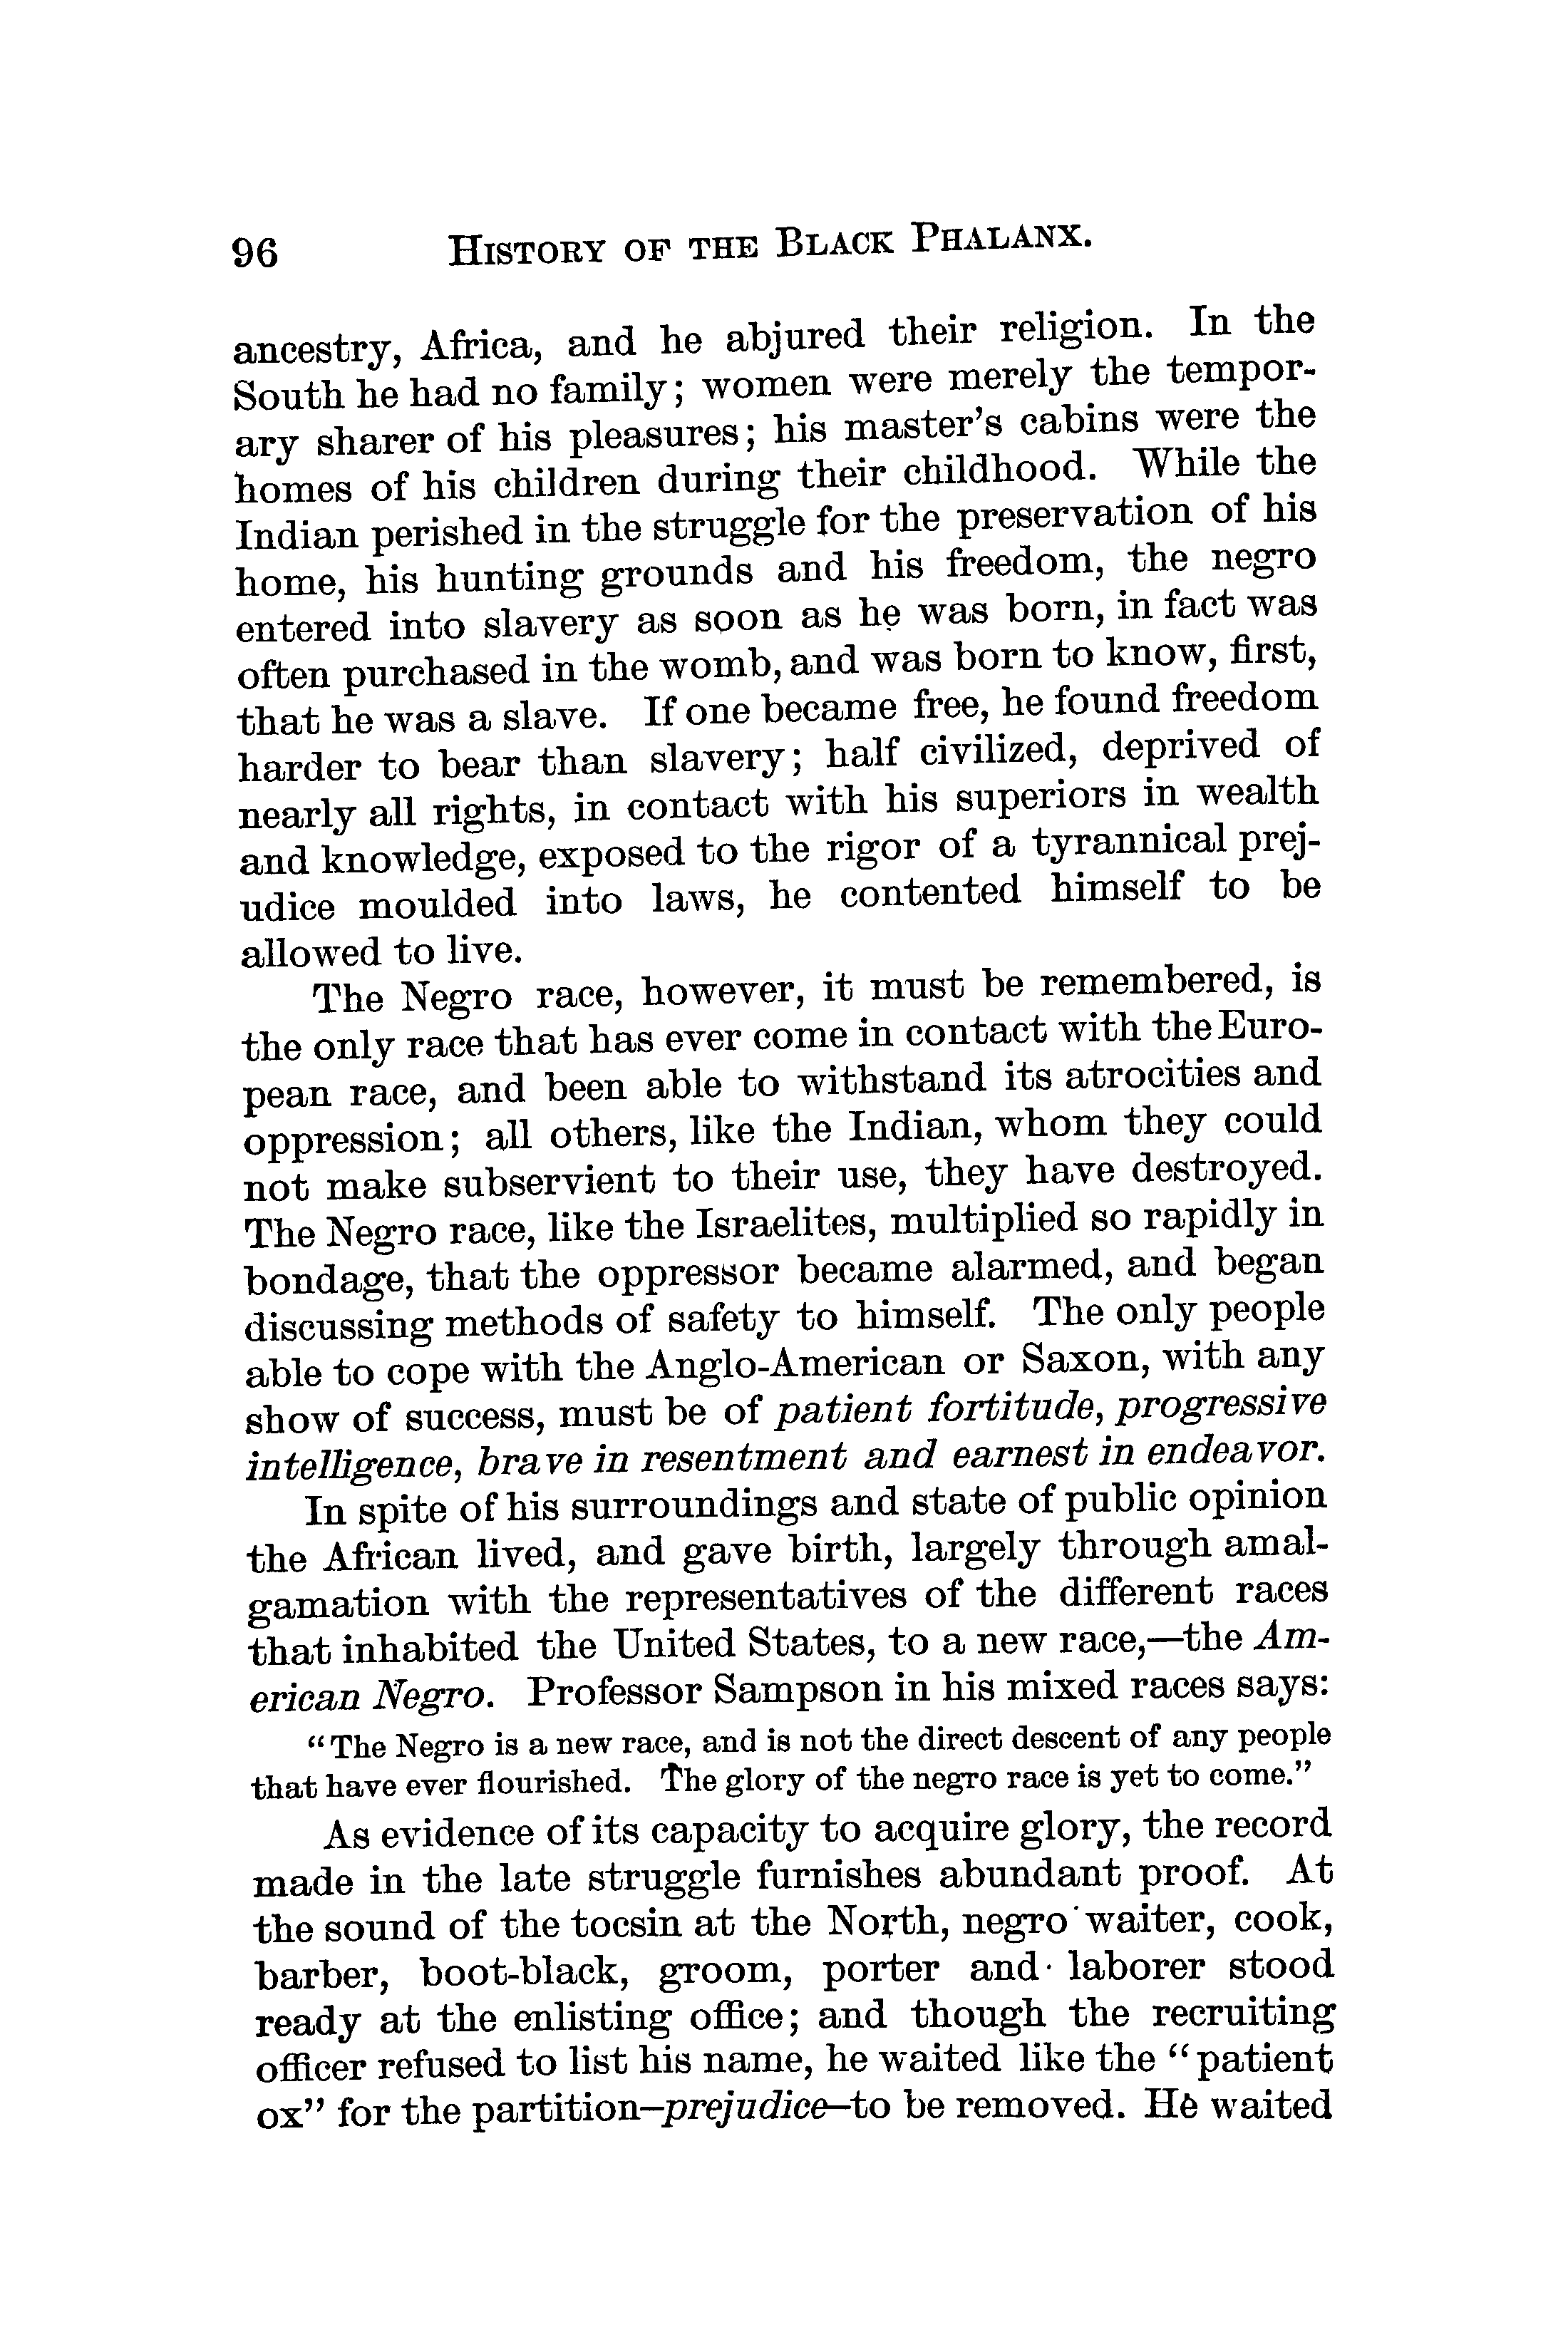 96 HISTORY OF THE BLACK PHALANX.
ancestry, Africa, and he abjured their religion. In the
South he had no family; women were merely the tempor-
ary sharer of his pleasures; his master's cabins were the
homes of his children during their childhood. While the
Indian perished in the struggle for the preservation of his
home, his hunting grounds and his freedom, the negro
entered into slavery as soon as he was born, in fact was
often purchased in the womb, and was born to know, first,
that he was a slave. If one became free, he found freedom
harder to bear than slavery; half civilized, deprived of
nearly all rights, in contact with his superiors in wealth
and knowledge, exposed to the rigor of a tyrannical prej-
udice moulded into laws, he contented himself to be
allowed to live.
The Negro race, however, it must be remembered, is
the only race that has ever come in contact with the Euro-
pean race, and been able to withstand its atrocities and
oppression; all others, like the Indian, whom they could
not make subservient to their use, they have destroyed.
The Negro race, like the Israelites, multiplied so rapidly in
bondage, that the oppressor became alarmed, and began
discussing methods of safety to himself. The only people
able to cope with the Anglo-American or Saxon, with any
show of success, must be of patient fortitude, progressive
intelligence, brave in resentment and earnest in endeavor.
In spite of his surroundings and state of public opinion
the African lived, and gave birth, largely through amal-
gamation with the representatives of the different races
that inhabited the United States, to a new race,—the Am-
erican Negro. Professor Sampson in his mixed races says:
"The Negro is a new race, and is not the direct descent of any people
that have ever flourished. The glory of the negro race is yet to come."
As evidence of its capacity to acquire glory, the record
made in the late struggle furnishes abundant proof. At
the sound of the tocsin at the North, negro waiter, cook,
barber, boot-black, groom, porter and laborer stood
ready at the enlisting office; and though the recruiting
officer refused to list his name, he waited like the "patient
ox" for the partition—prejudice—to be removed. He waited